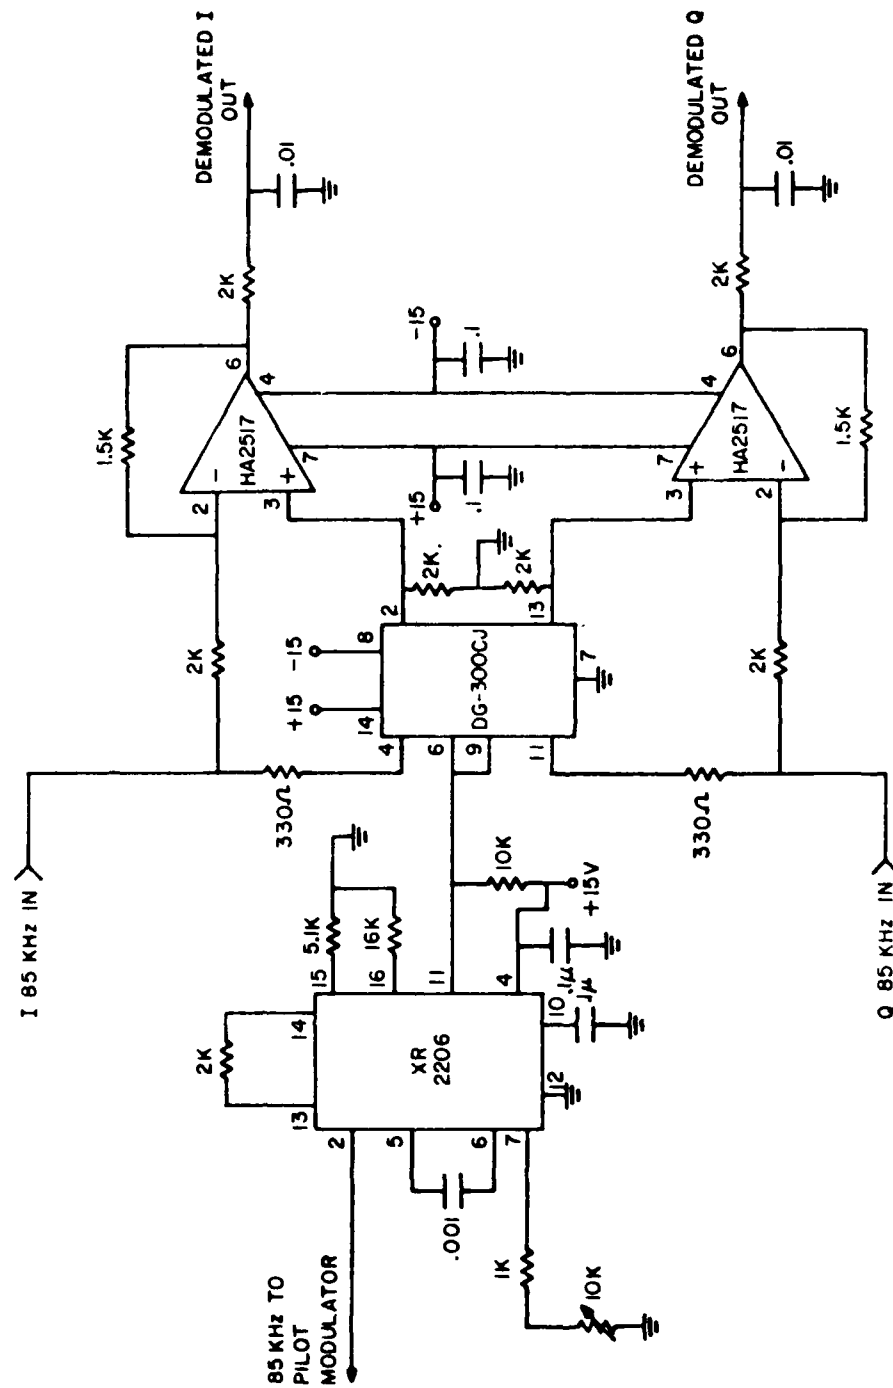 I 85 KHz IN
DEMODULATED I
OUT
.01
2K
1.5K
6
HA2517
−
+
2
3
4
7
-15
.1
+15
.1
2K
330Ω
+15
-15
14
8
4
2
6
9
DG-300CJ
11
13
7
2K.
2K
2K
14
13
15
5.1K
16
16K
XR
2206
11
10K
4
+15V
.1µ
10
.1µ
12
2
5
6
7
.001
1K
10K
85 KHz TO
PILOT
MODULATOR
330Ω
2K
Q 85 KHz IN
3
2
+
−
HA2517
7
4
6
1.5K
2K
.01
DEMODULATED Q
OUT